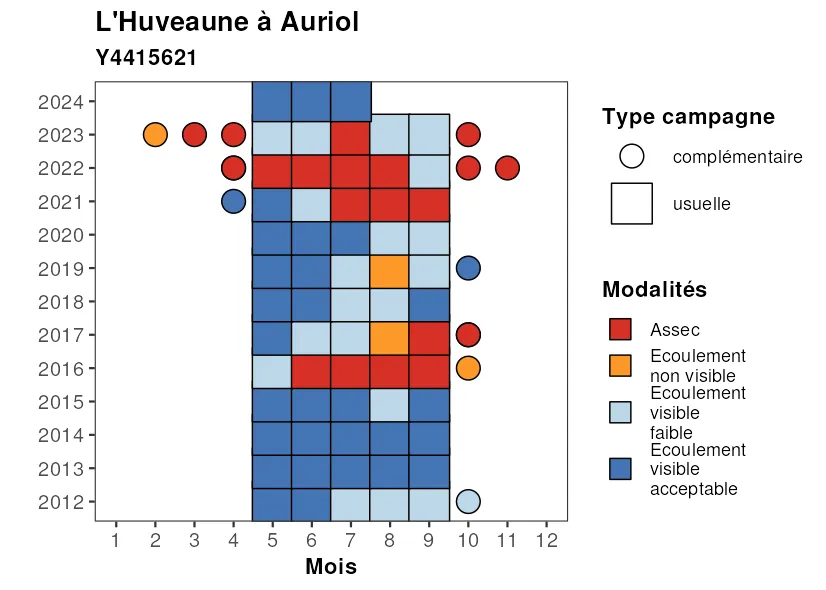 L'Huveaune à Auriol
Y4415621
2024
2023
2022
2021
2020
2019
2018
2017
2016
2015
2014
2013
2012
1 2 3 4 5 6 7 8 9 10 11 12
Mois
Type campagne
complémentaire
usuelle
Modalités
Assec
Ecoulement
non visible
Ecoulement
visible
faible
Ecoulement
visible
acceptable